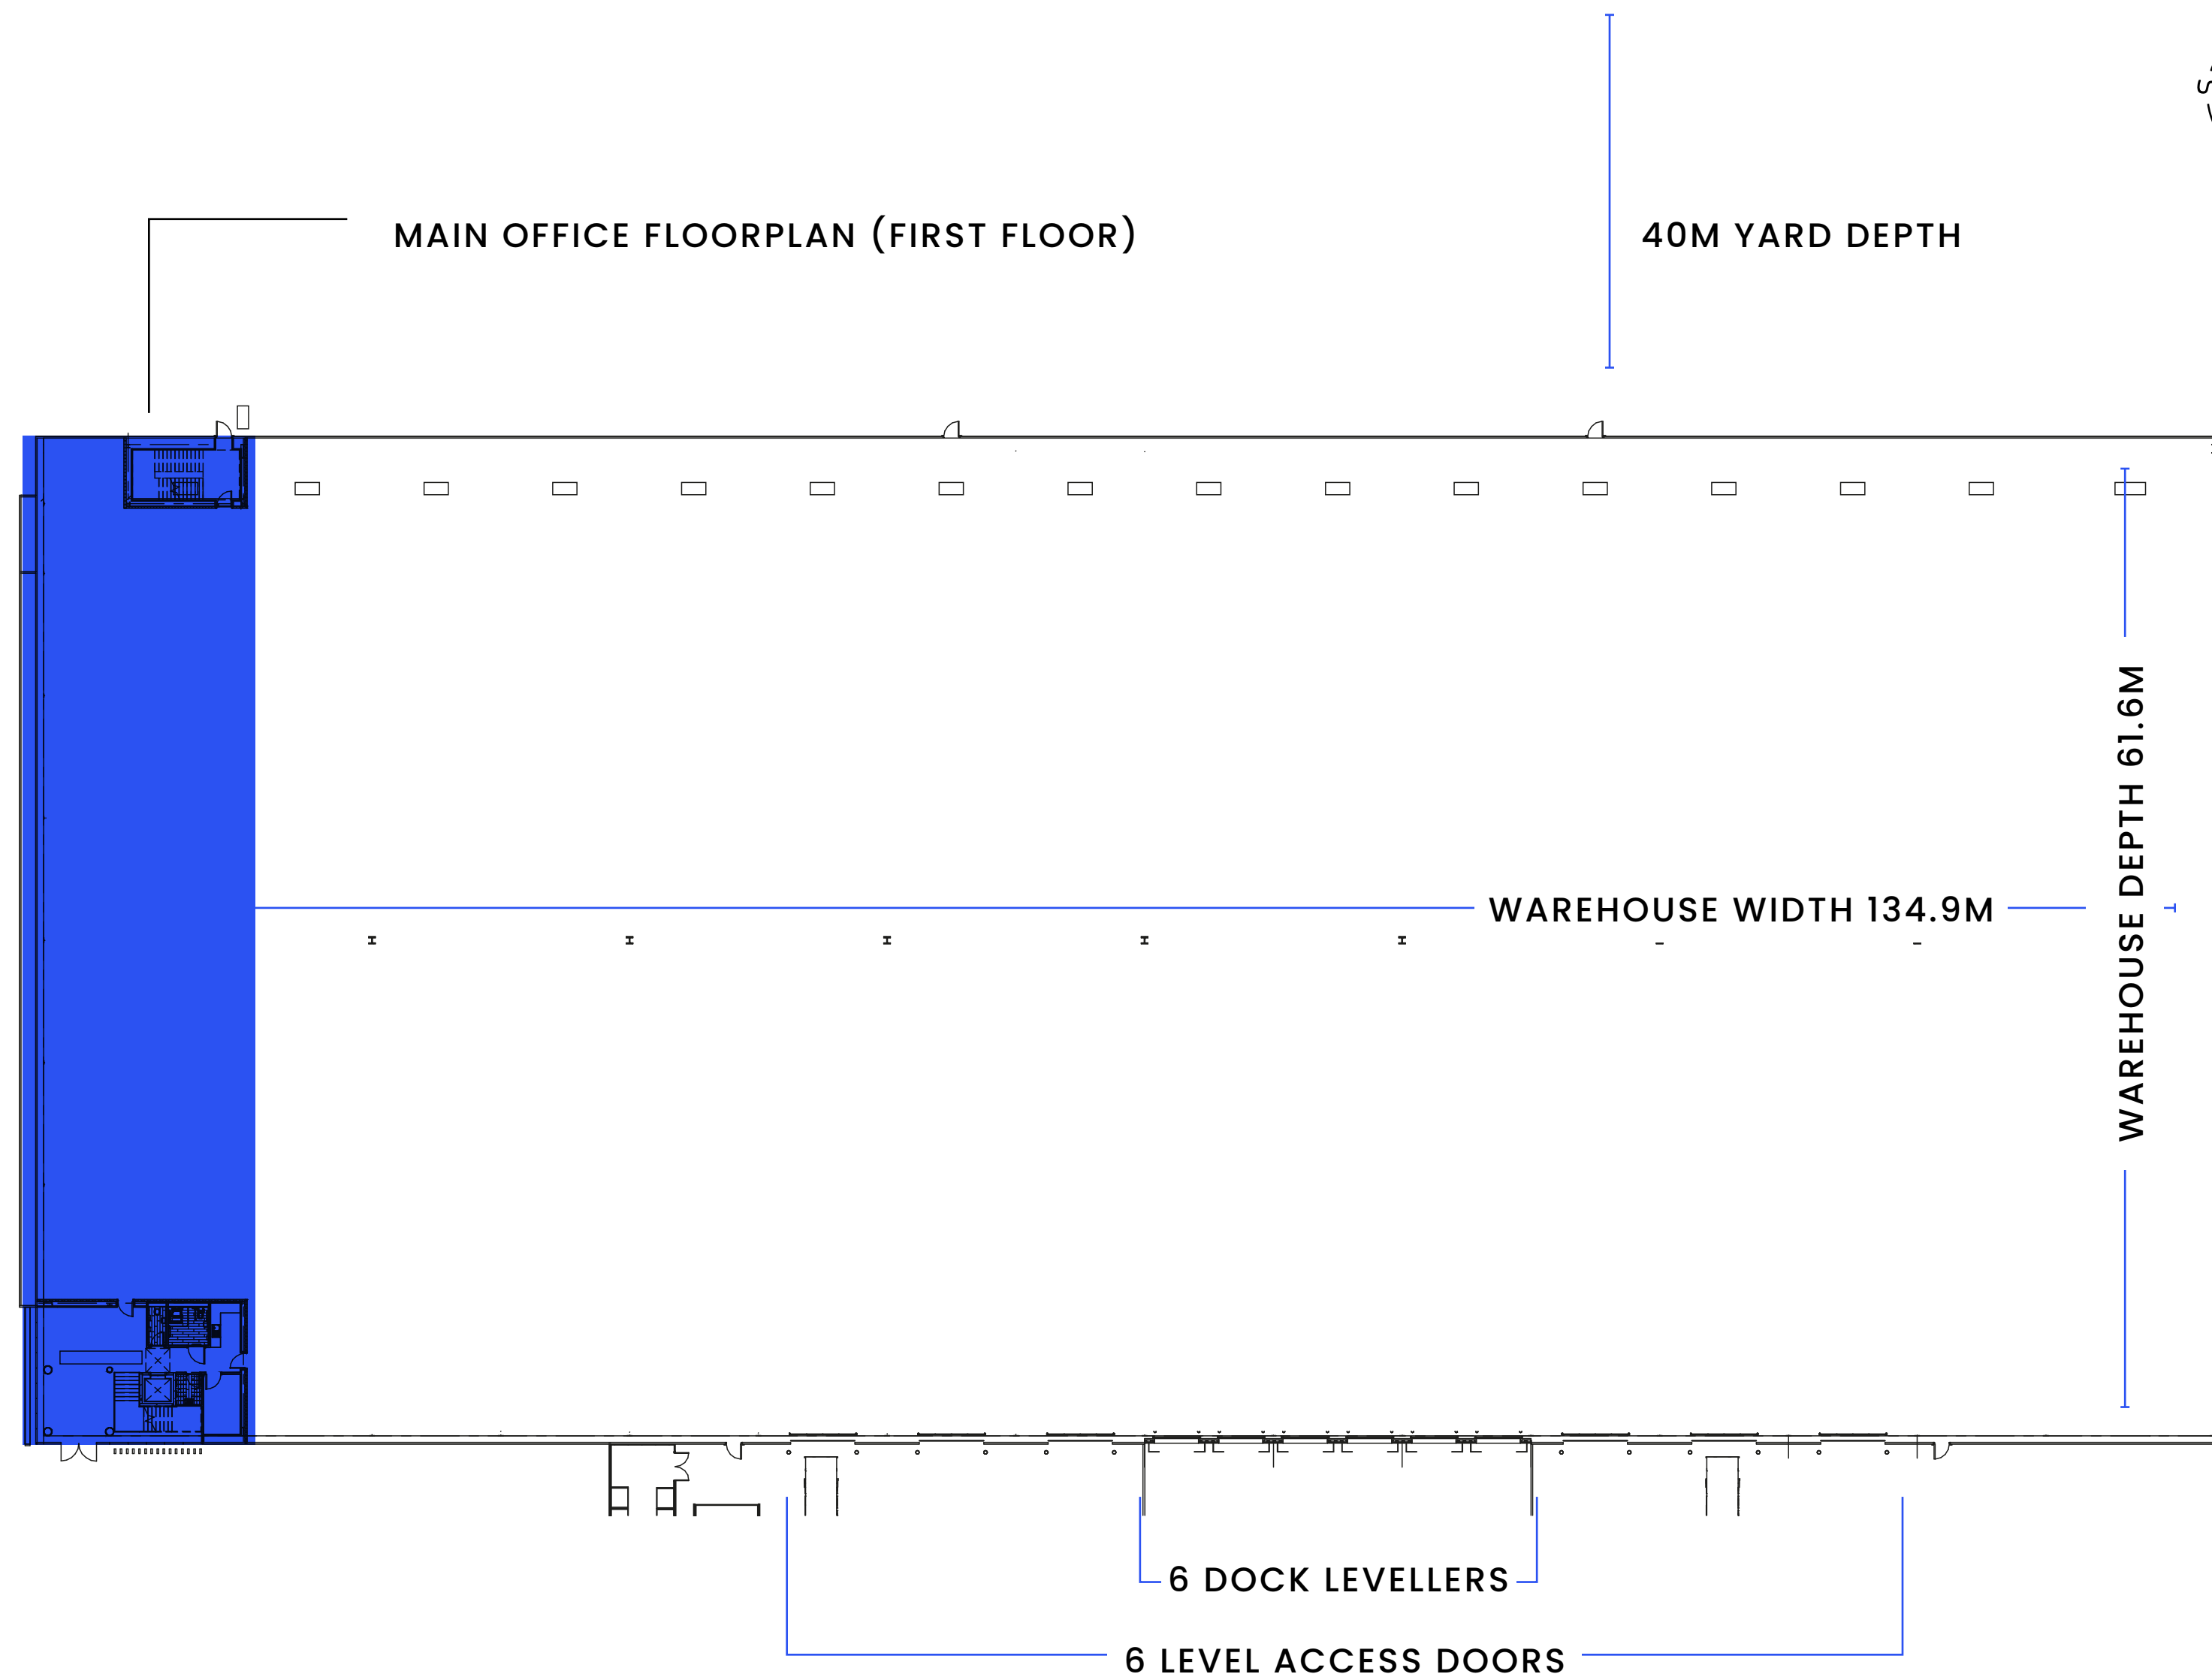 MAIN OFFICE FLOORPLAN (FIRST FLOOR)
40M YARD DEPTH
WAREHOUSE DEPTH 61.6M
WAREHOUSE WIDTH 134.9M
6 DOCK LEVELLERS
6 LEVEL ACCESS DOORS